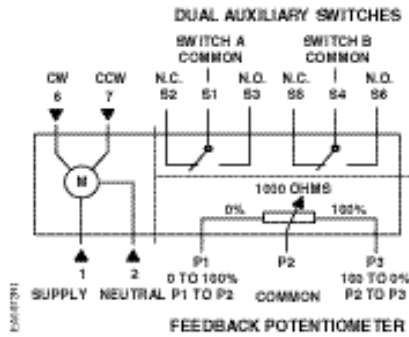 DUAL AUXILIARY SWITCHES
SWITCH A SWITCH B
COMMON COMMON
CW CCW N.C. N.O. N.C. N.O.
6 7 S2 S1 S3 S5 S4 S6
M
1000 OHMS
0% 100%
P1 P2 P3
1 2 0 TO 100% 100 TO 0%
SUPPLY NEUTRAL P1 TO P2 COMMON P2 TO P3
FEEDBACK POTENTIOMETER